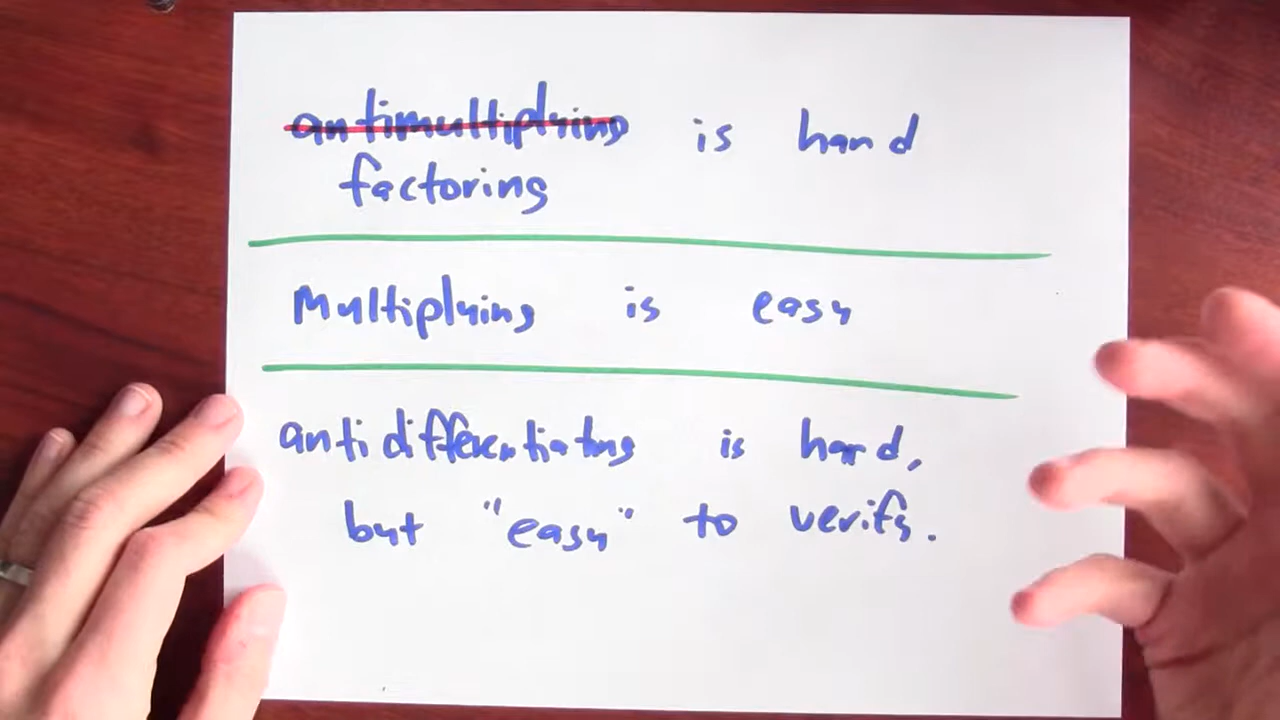 antimultiplying is hard
factoring
Multiplying is easy
antidifferentiating is hard,
but "easy" to verify.